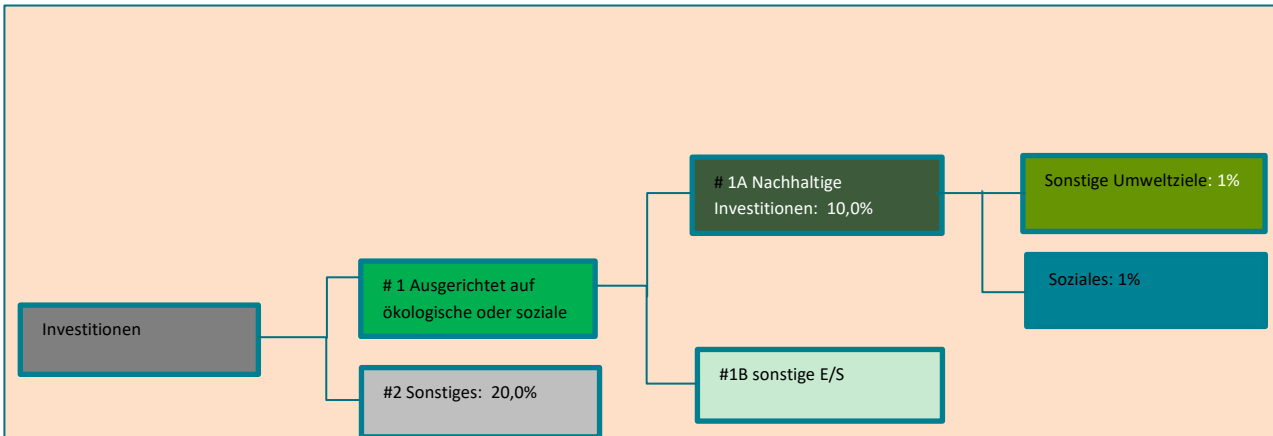 # 1A Nachhaltige
Investitionen: 10,0%
Sonstige Umweltziele: 1%
Soziales: 1%
# 1 Ausgerichtet auf
ökologische oder soziale
Investitionen
#2 Sonstiges: 20,0%
#1B sonstige E/S